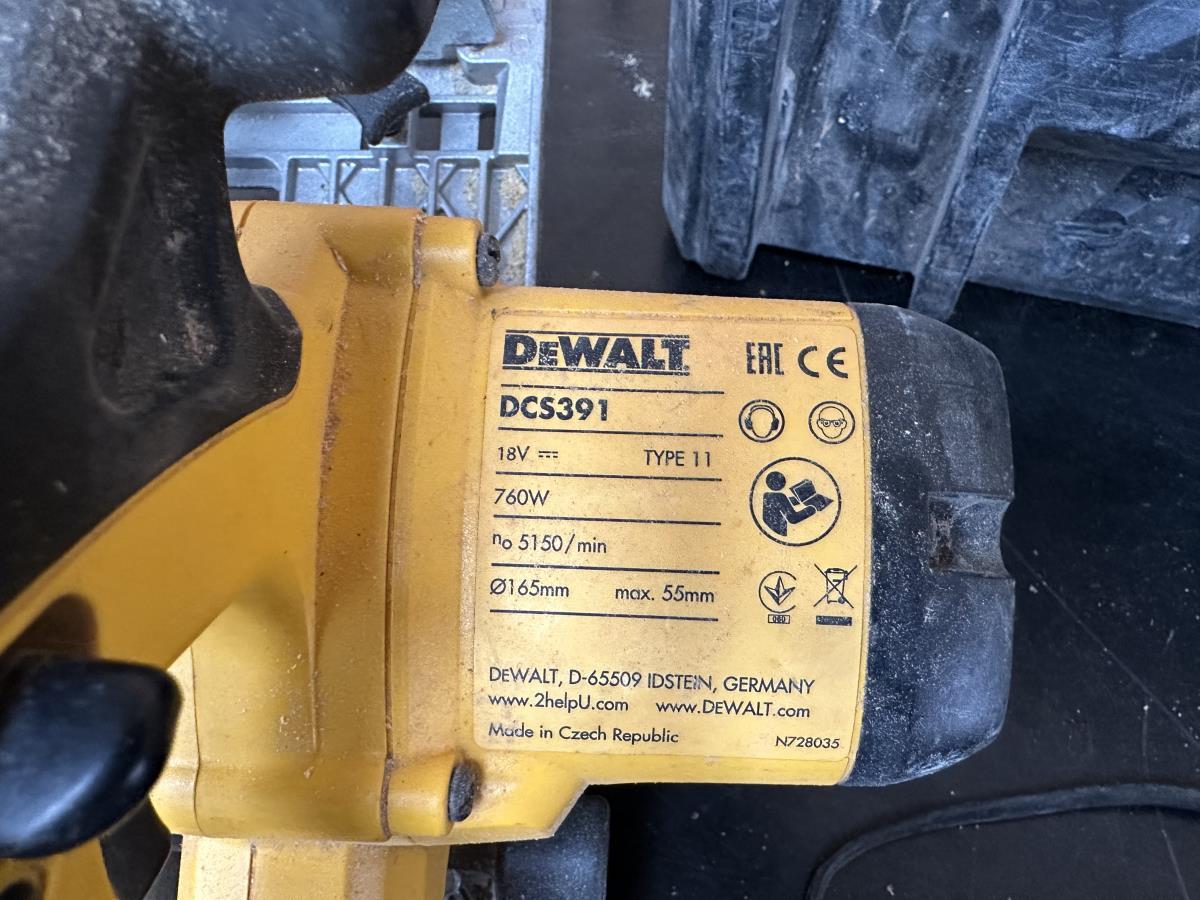 DEWALT
EAC CE
DCS391
18V TYPE 11
760W
no 5150/min
Ø165mm max. 55mm
DEWALT, D-65509 IDSTEIN, GERMANY
www.2helpU.com www.DEWALT.com
Made in Czech Republic
N728035